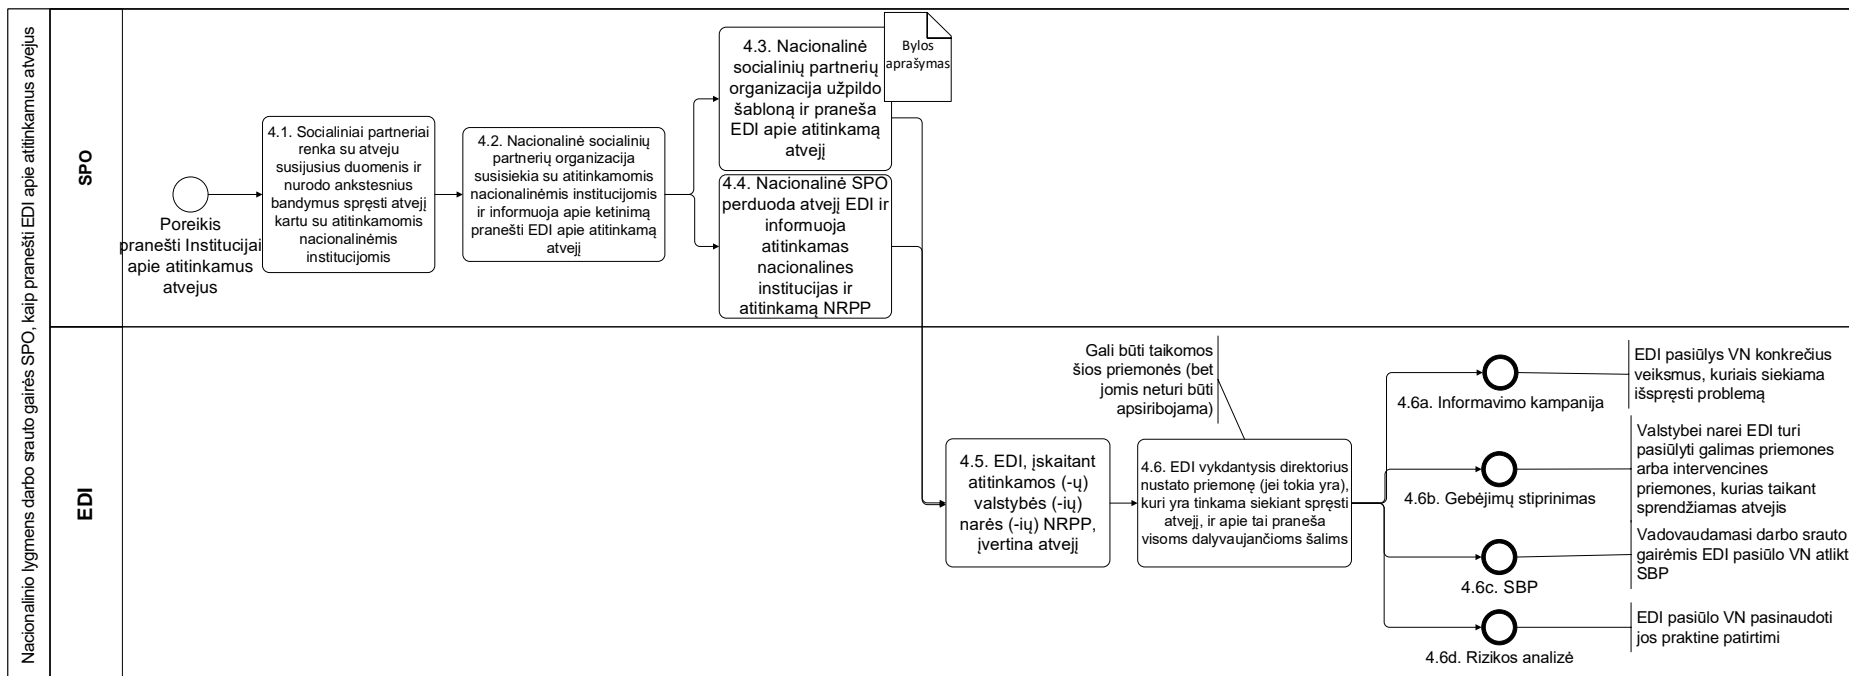 Nacionalinio lygmens darbo srauto gairės SPO, kaip pranešti EDI apie atitinkamus atvejus
SPO
Poreikis
pranešti Institucijai
apie atitinkamus
atvejus
4.1. Socialiniai partneriai
renka su atveju
susijusius duomenis ir
nurodo ankstesnius
bandymus spręsti atvejį
kartu su atitinkamomis
nacionalinėmis
institucijomis
4.2. Nacionalinė socialinių
partnerių organizacija
susisiekia su atitinkamomis
nacionalinėmis institucijomis
ir informuoja apie ketinimą
pranešti EDI apie atitinkamą
atvejį
4.3. Nacionalinė
socialinių partnerių
organizacija užpildo
šabloną ir praneša
EDI apie atitinkamą
atvejį
Bylos
aprašymas
4.4. Nacionalinė SPO
perduoda atvejį EDI ir
informuoja
atitinkamas
nacionalines
institucijas ir
atitinkamą NRPP
EDI
4.5. EDI, įskaitant
atitinkamos (-ų)
valstybės (-ių)
narės (-ių) NRPP,
įvertina atvejį
Gali būti taikomos
šios priemonės (bet
jomis neturi būti
apsiribojama)
4.6. EDI vykdantysis direktorius
nustato priemonę (jei tokia yra),
kuri yra tinkama siekiant spręsti
atvejį, ir apie tai praneša
visoms dalyvaujančioms šalims
4.6a. Informavimo kampanija
EDI pasiūlys VN konkrečius
veiksmus, kuriais siekiama
išspręsti problemą
4.6b. Gebėjimų stiprinimas
Valstybei narei EDI turi
pasiūlyti galimas priemones
arba intervencines
priemones, kurias taikant
sprendžiamas atvejis
4.6c. SBP
Vadovaudamasi darbo srauto
gairėmis EDI pasiūlo VN atlikt
SBP
4.6d. Rizikos analizė
EDI pasiūlo VN pasinaudoti
jos praktine patirtimi